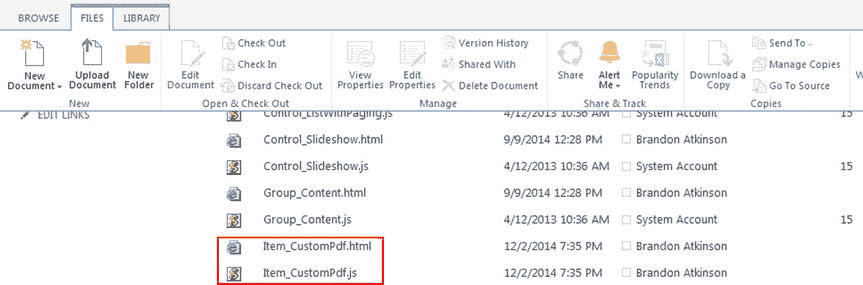 BROWSE FILES LIBRARY
New Document
Upload Document
New Folder
New
Edit Document
Check Out
Check In
Discard Check Out
Open & Check Out
View Properties
Edit Properties
Version History
Shared With
Delete Document
Manage
Share
Alert Me
Popularity Trends
Share & Track
Download a Copy
Send To
Manage Copies
Go To Source
Copies
W
EDIT LINKS
Control_ListWithPaging.js 4/12/2013 10:36 AM System Account 15
Control_Slideshow.html 9/9/2014 12:28 PM Brandon Atkinson
Control_Slideshow.js 4/12/2013 10:36 AM System Account 15
Group_Content.html 9/9/2014 12:28 PM Brandon Atkinson
Group_Content.js 4/12/2013 10:36 AM System Account 15
Item_CustomPdf.html 12/2/2014 7:35 PM Brandon Atkinson
Item_CustomPdf.js 12/2/2014 7:35 PM Brandon Atkinson